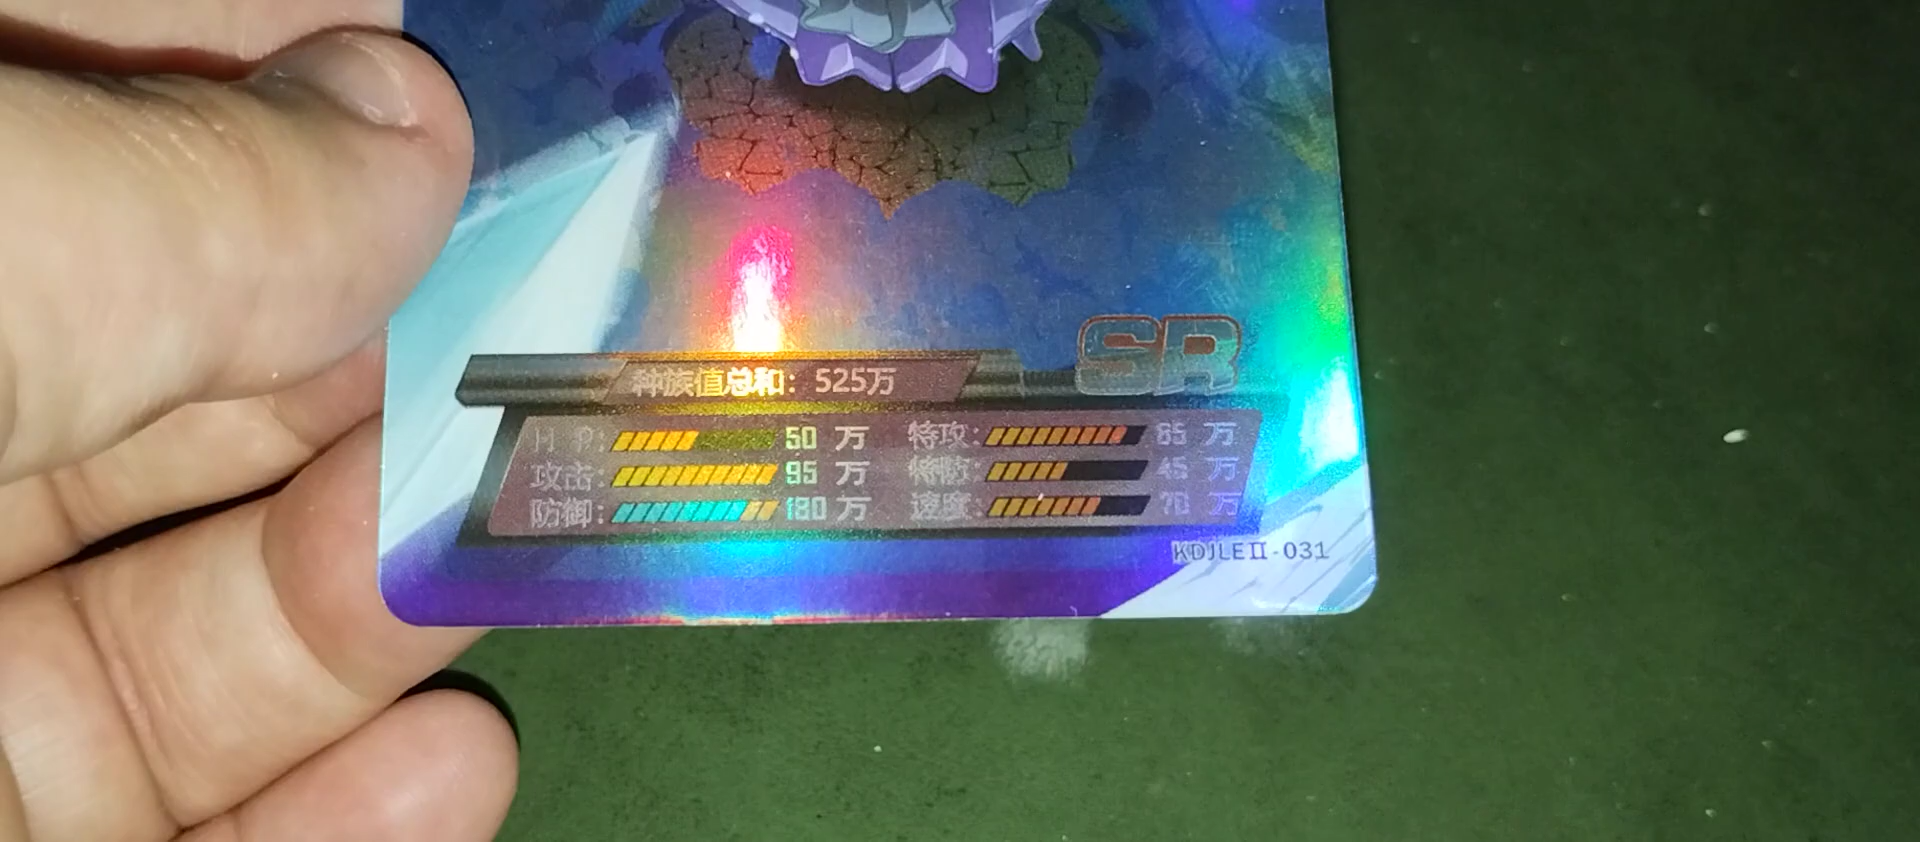 SR
种族值总和：525万
HP：50 万 特攻：85 万
攻击：95 万 特防：45 万
防御：180 万 速度：70 万
KDJLEⅡ-031